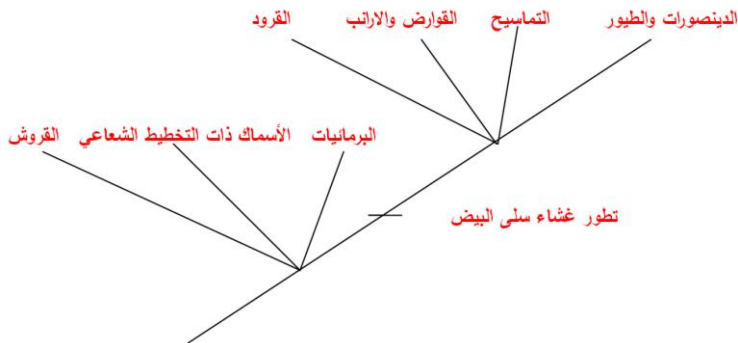 الدينصورات والطيور
التماسيح
القوارض والارانب
القرود
البرمائيات
الأسماك ذات التخطيط الشعاعي
القروش
تطور غشاء سلى البيض